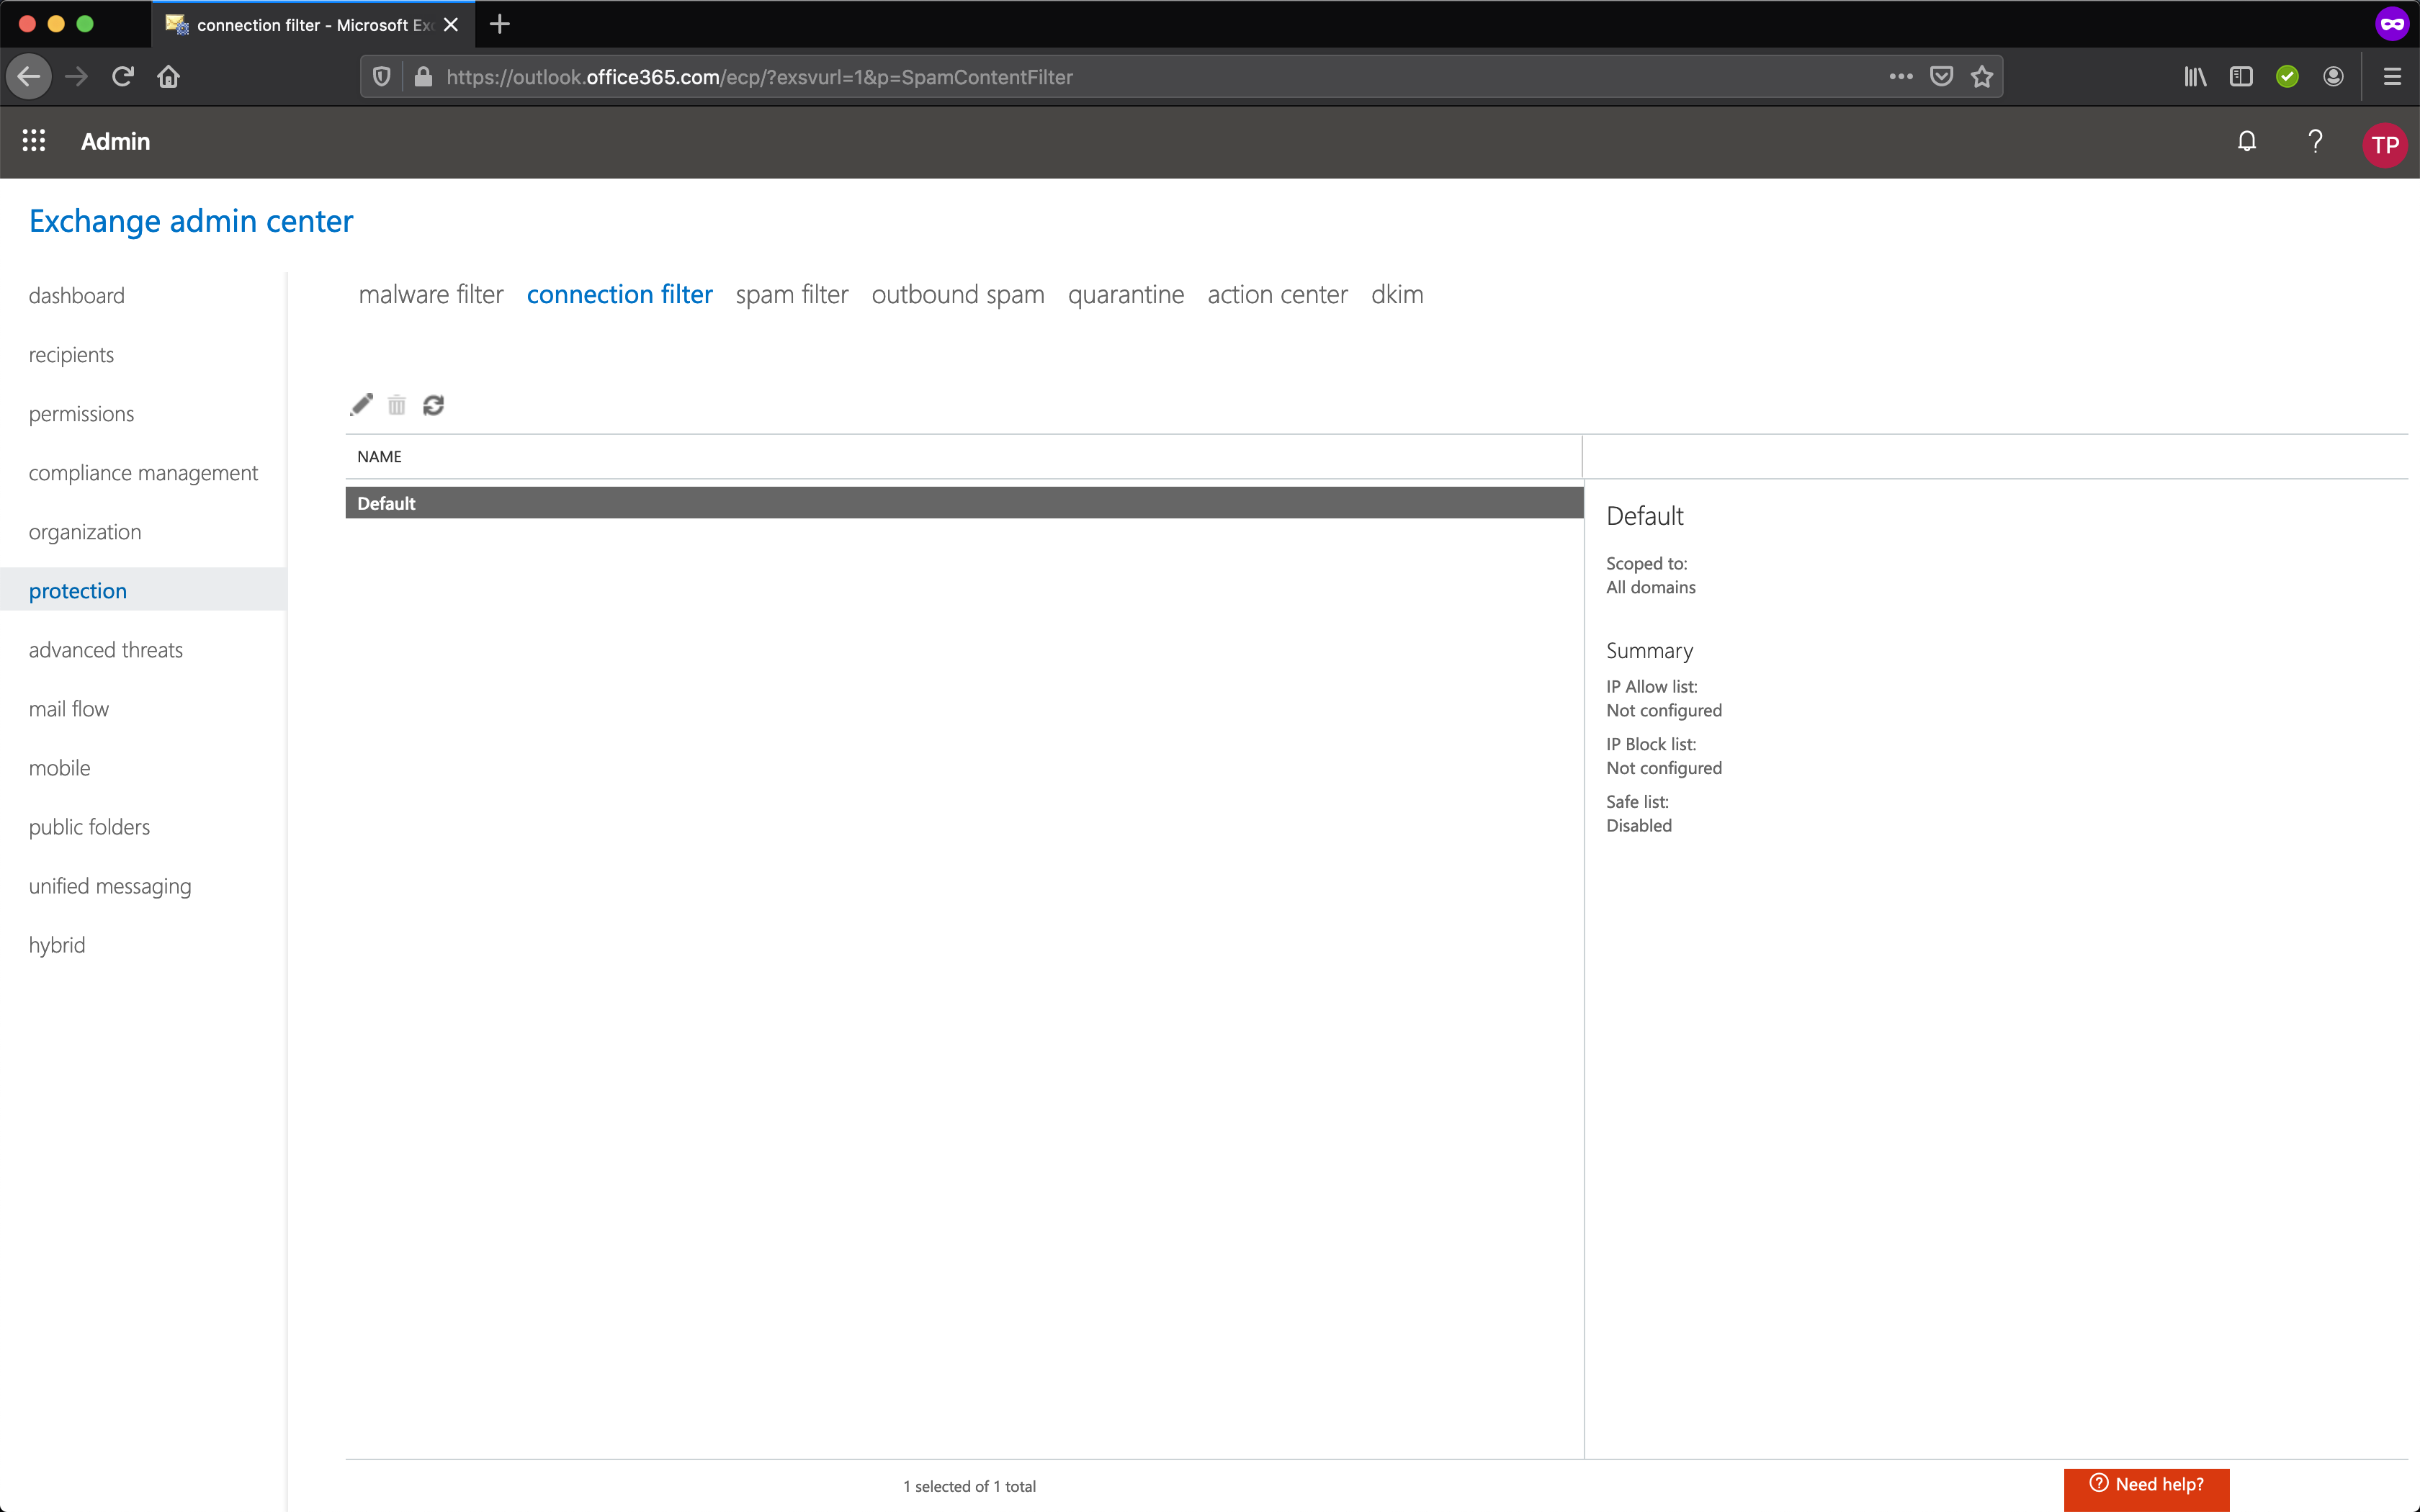 connection filter - Microsoft Exc
https://outlook.office365.com/ecp/?exsvurl=1&p=SpamContentFilter
Admin
TP
Exchange admin center
dashboard
recipients
permissions
compliance management
organization
protection
advanced threats
mail flow
mobile
public folders
unified messaging
hybrid
malware filter connection filter spam filter outbound spam quarantine action center dkim
NAME
Default
Default
Scoped to:
All domains
Summary
IP Allow list:
Not configured
IP Block list:
Not configured
Safe list:
Disabled
1 selected of 1 total
Need help?